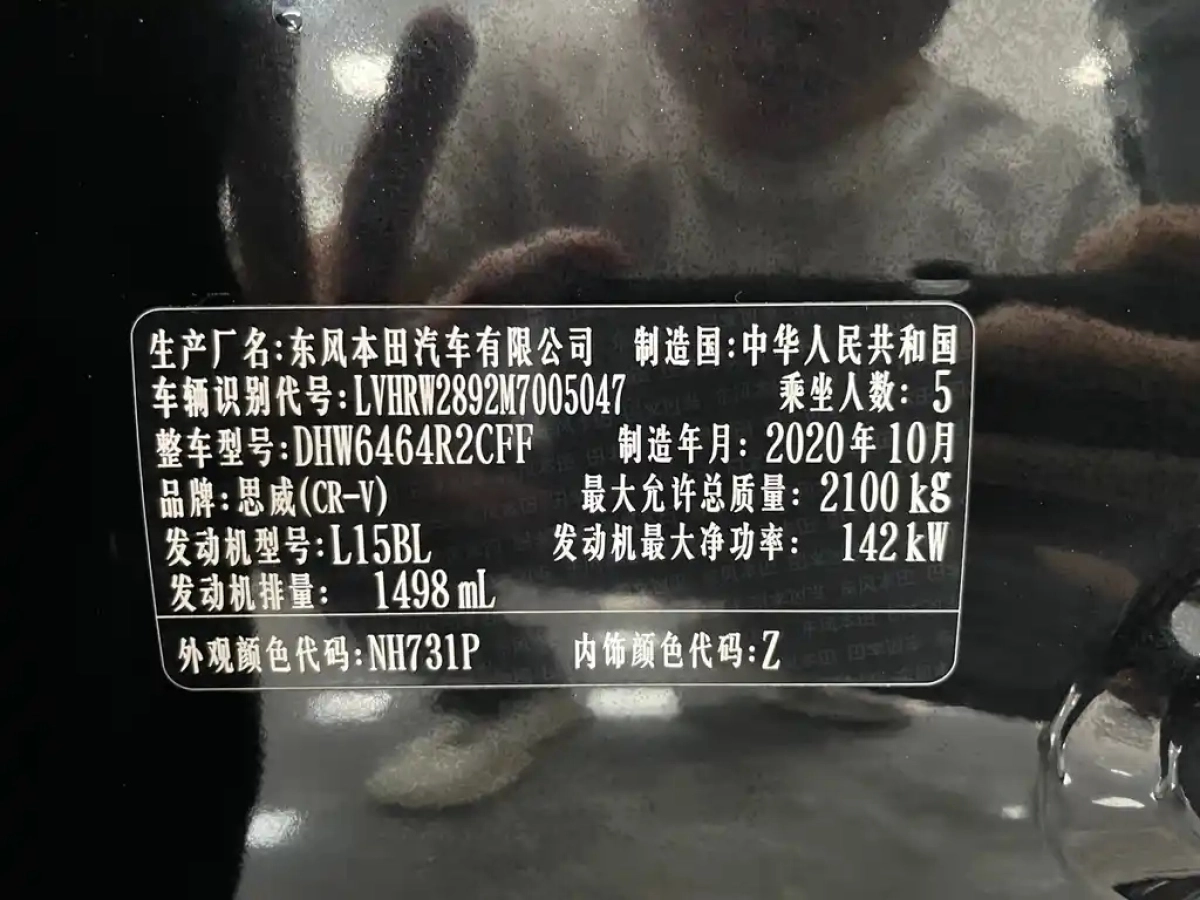 生产厂名:东风本田汽车有限公司 制造国:中华人民共和国
车辆识别代号:LVHRW2892M7005047 乘坐人数: 5
整车型号:DHW6464R2CFF 制造年月: 2020年10月
品牌:思威(CR-V) 最大允许总质量: 2100 kg
发动机型号:L15BL 发动机最大净功率: 142 kW
发动机排量: 1498 mL
外观颜色代码:NH731P 内饰颜色代码:Z